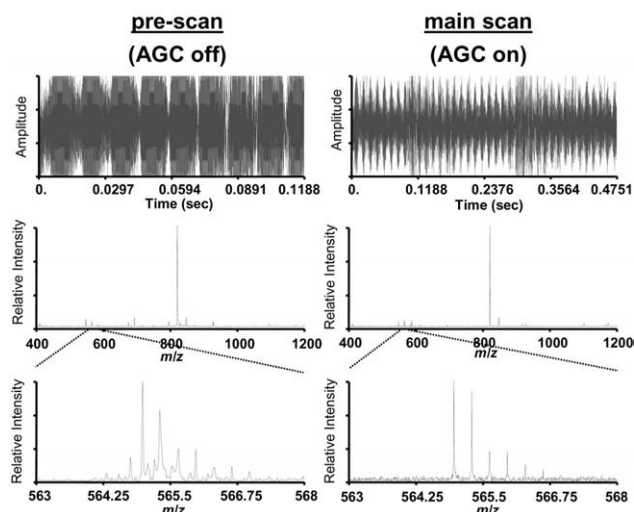 pre-scan
(AGC off)
main scan
(AGC on)
Amplitude
0. 0.0297 0.0594 0.0891 0.1188
Time (sec)
Amplitude
0. 0.1188 0.2376 0.3564 0.4751
Time (sec)
Relative Intensity
400 600 800 1000 1200
m/z
Relative Intensity
400 600 800 1000 1200
m/z
Relative Intensity
563 564.25 565.5 566.75 568
m/z
Relative Intensity
563 564.25 565.5 566.75 568
m/z